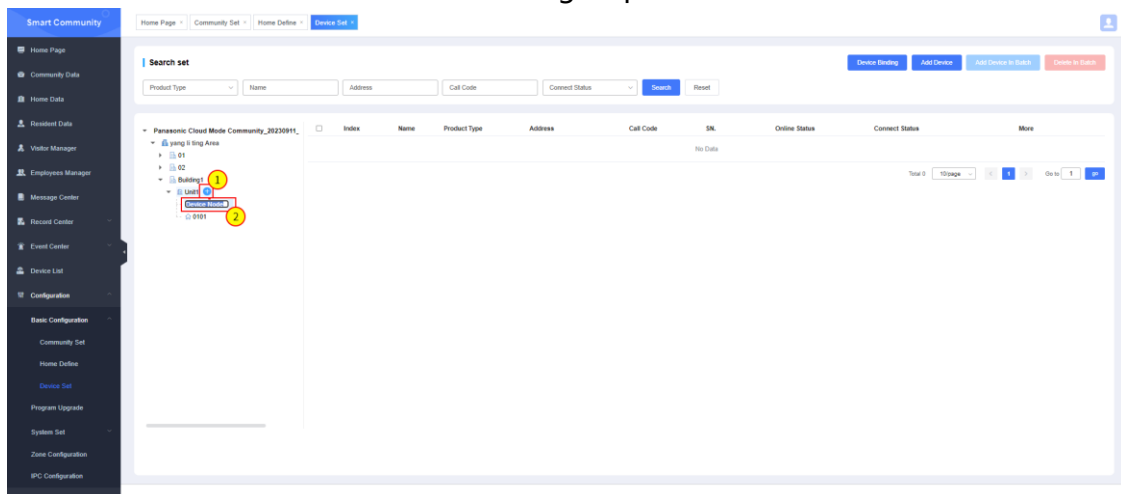 Smart Community
Home Page × Community Set × Home Define × Device Set ×
Home Page
Community Data
Home Data
Resident Data
Visitor Manager
Employees Manager
Message Center
Record Center
Event Center
Device List
Configuration
Basic Configuration
Community Set
Home Define
Device Set
Program Upgrade
System Set
Zone Configuration
IPC Configuration
Search set
Device Binding Add Device Add Device In Batch Delete In Batch
Product Type Name Address Call Code Connect Status Search Reset
Panasonic Cloud Mode Community_20230911_
yang li ting Area
01
02
Building1
1
Unit1
Device Node
2
0101
Index Name Product Type Address Call Code SN. Online Status Connect Status More
No Data
Total 0 10/page < 1 > Go to 1